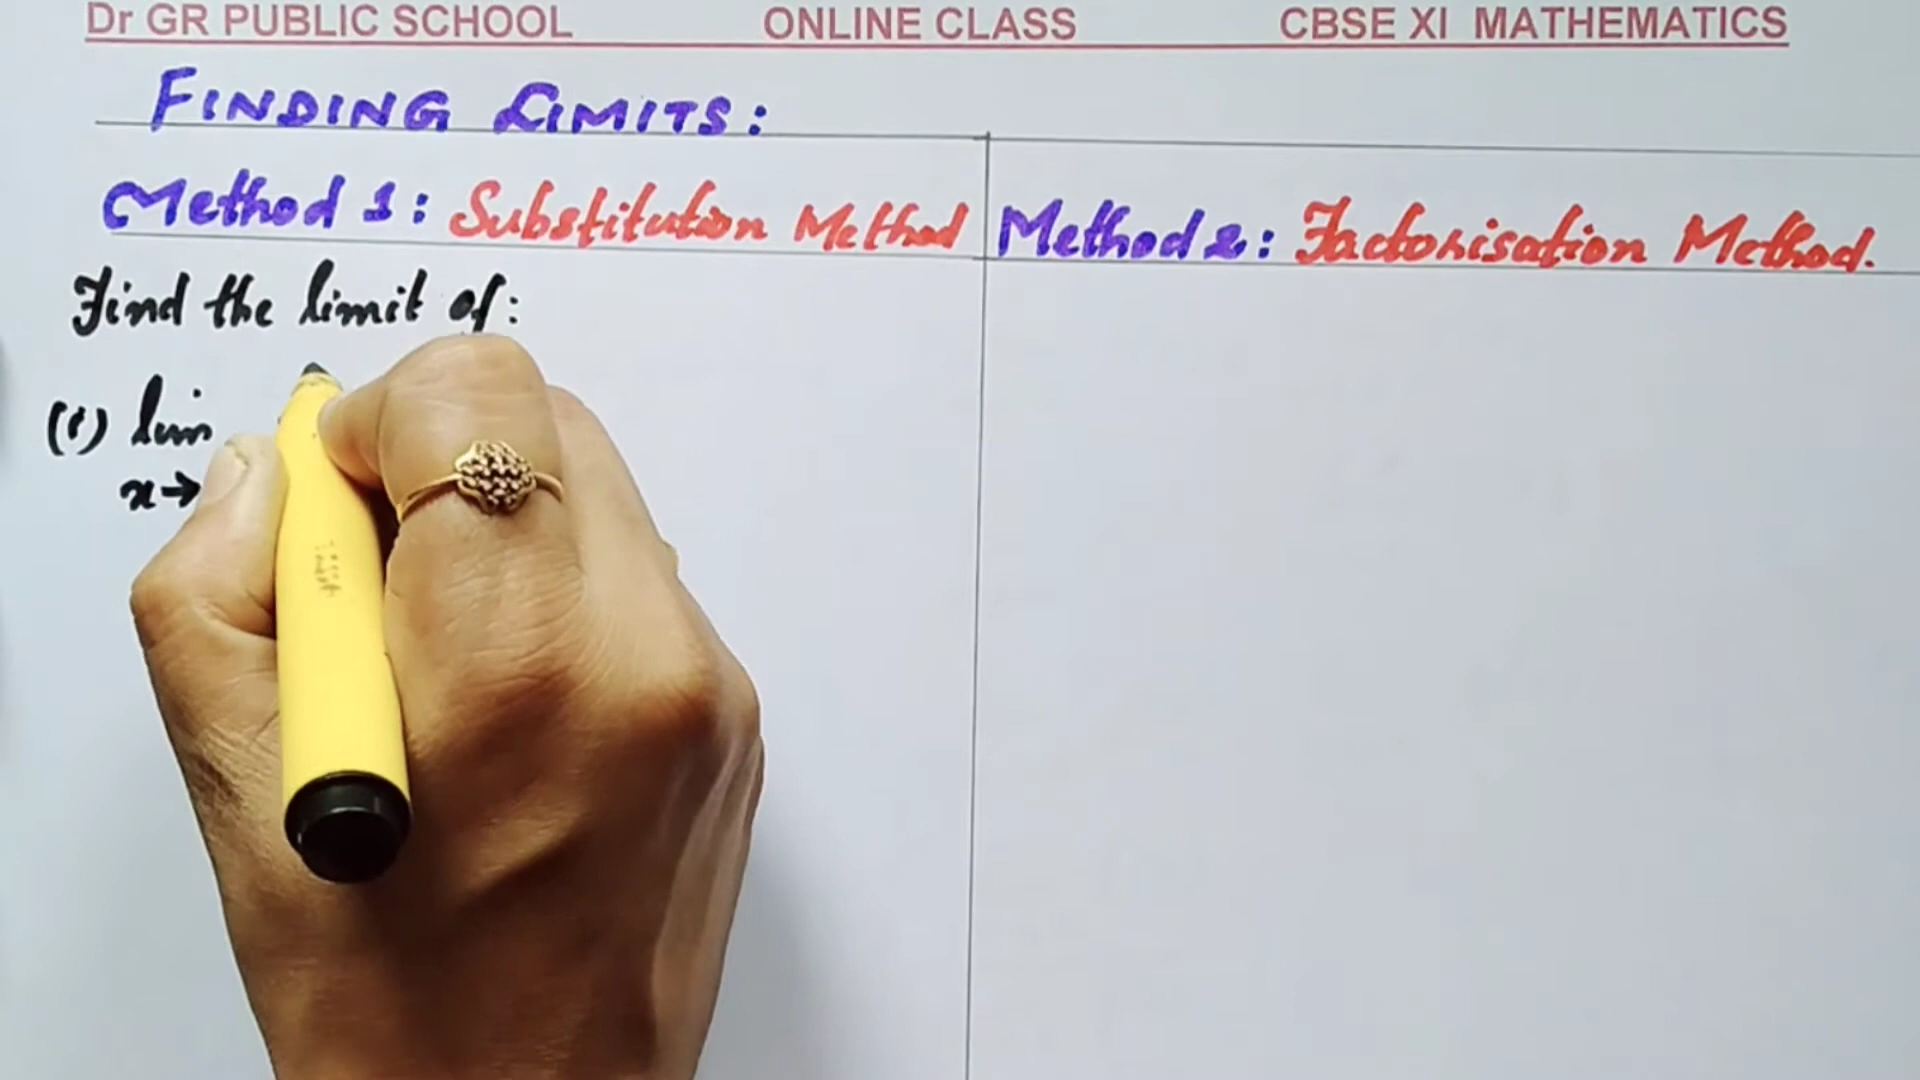 Dr GR PUBLIC SCHOOL ONLINE CLASS CBSE XI MATHEMATICS
FINDING LIMITS:
Method 1: Substitution Method
Find the limit of:
(i) lim
x→
Method 2: Factorisation Method.